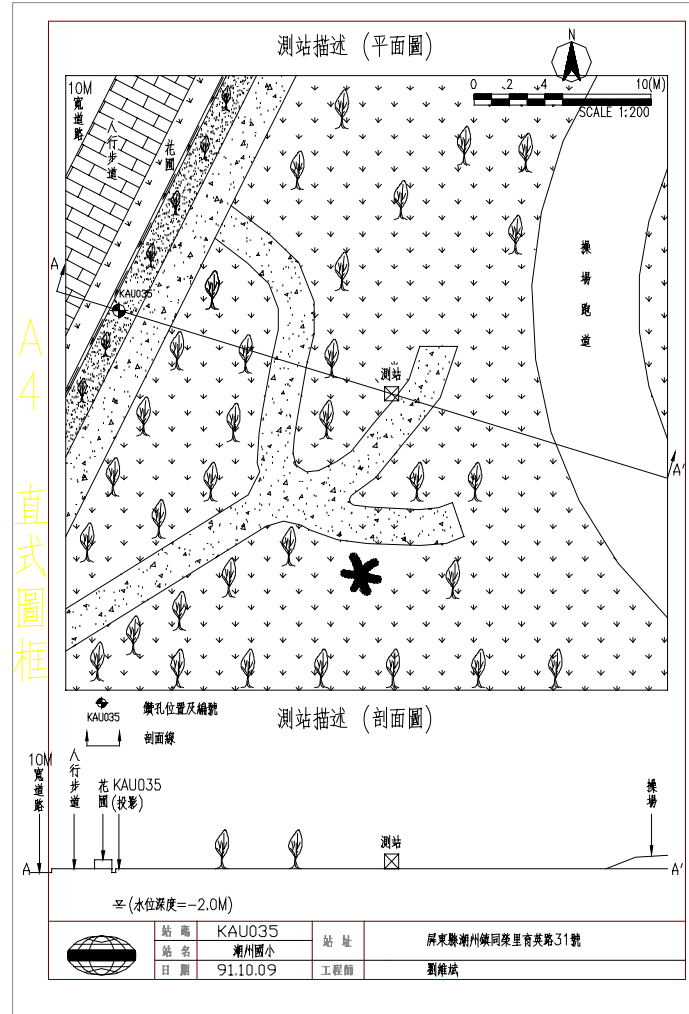 測站描述 (平面圖)
N
0 2 4 10(M)
SCALE 1:200
10M
寬道路
人行步道
花圃
A
KAU035
操場跑道
測站
A'
A4 直式圖框
KAU035
鑽孔位置及編號
剖面線
測站描述 (剖面圖)
10M
寬道路
人行步道
花圃
KAU035
(投影)
測站
操場
A
A'
(水位深度=-2.0M)
站碼 KAU035
站名 潮州國小
日期 91.10.09
站址 屏東縣潮州鎮同榮里育英路31號
工程師 劉維斌